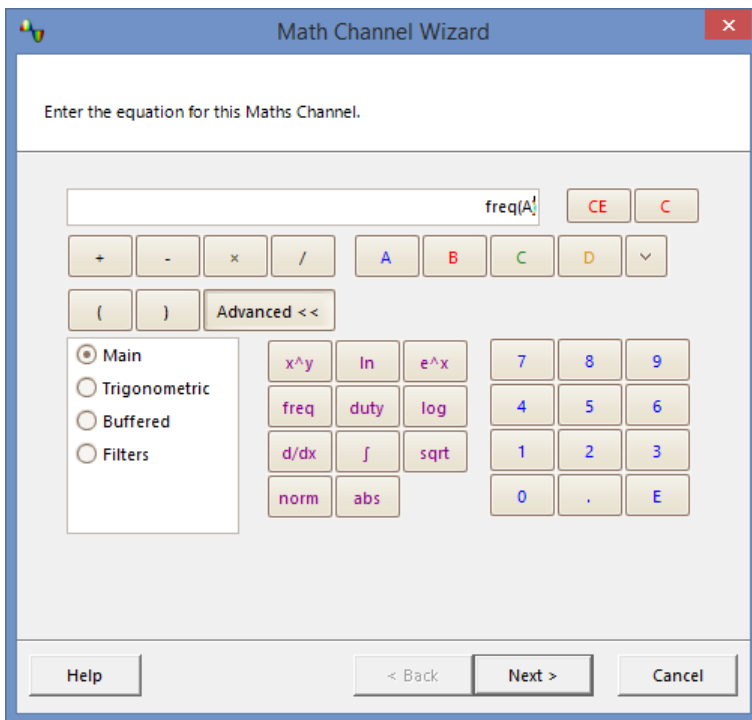 Math Channel Wizard
Enter the equation for this Maths Channel.
freq(A
CE C
+ - × / A B C D
( ) Advanced <<
Main
Trigonometric
Buffered
Filters
x^y ln e^x 7 8 9
freq duty log 4 5 6
d/dx ∫ sqrt 1 2 3
norm abs 0 . E
Help < Back Next > Cancel